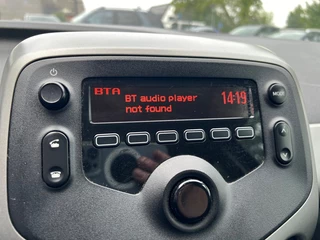 BTA
BT audio player
not found
14:19
MODE